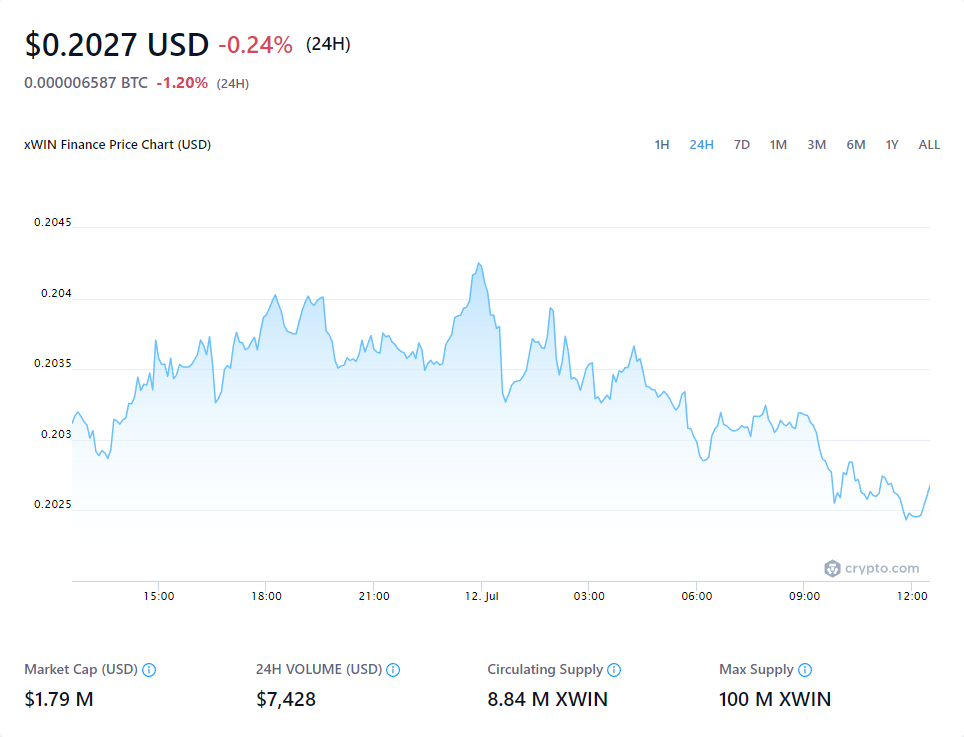 $0.2027 USD -0.24% (24H)
0.000006587 BTC -1.20% (24H)
xWIN Finance Price Chart (USD) 1H 24H 7D 1M 3M 6M 1Y ALL
0.2045
0.204
0.2035
0.203
0.2025
crypto.com
15:00 18:00 21:00 12. Jul 03:00 06:00 09:00 12:00
Market Cap (USD) 24H VOLUME (USD) Circulating Supply Max Supply
$1.79 M $7,428 8.84 M XWIN 100 M XWIN